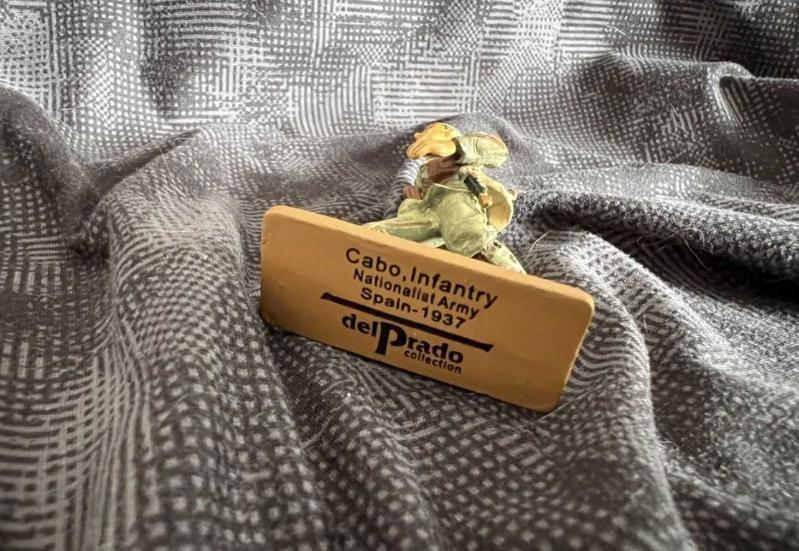 Cabo, Infantry
Nationalist Army
Spain-1937
delPrado
collection